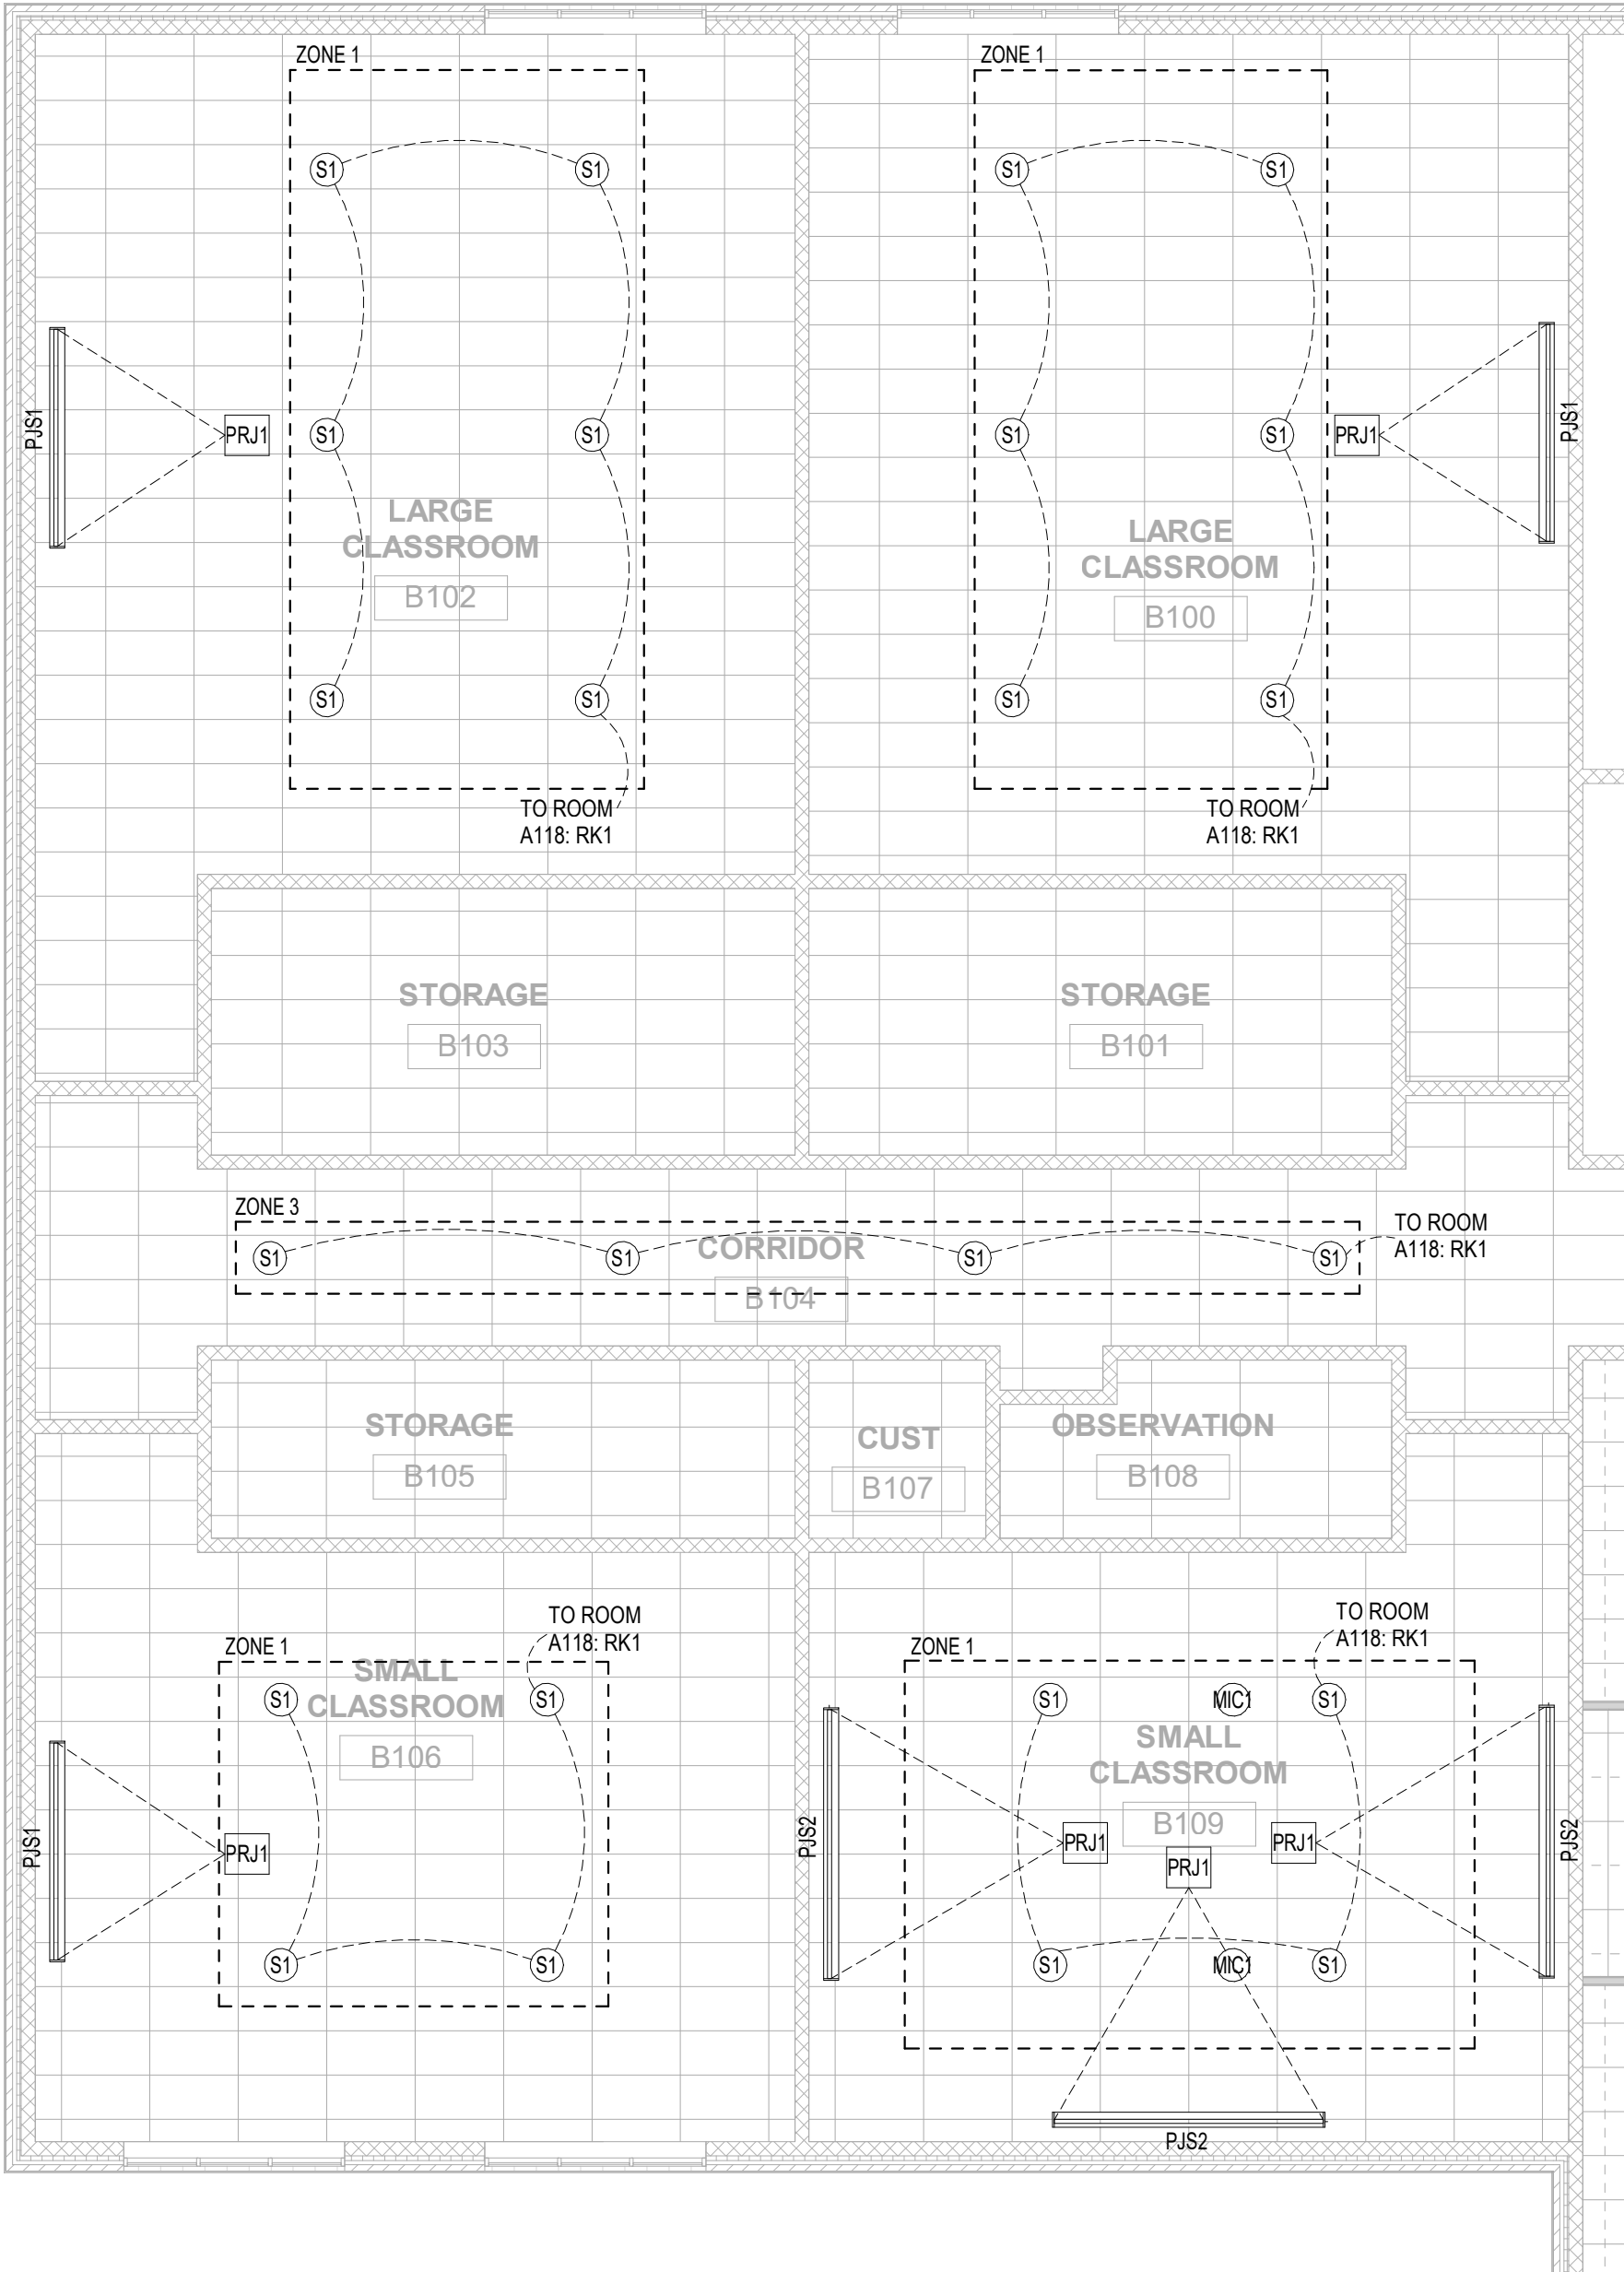 ZONE 1
ZONE 1
S1
S1
S1
S1
PJS1
PRJ1
S1
S1
S1
S1
PRJ1
PJS1
LARGE
CLASSROOM
B102
LARGE
CLASSROOM
B100
S1
S1
S1
S1
TO ROOM
A118: RK1
TO ROOM
A118: RK1
STORAGE
B103
STORAGE
B101
ZONE 3
TO ROOM
A118: RK1
S1
S1
S1
S1
CORRIDOR
B104
STORAGE
B105
CUST
B107
OBSERVATION
B108
TO ROOM
A118: RK1
ZONE 1
TO ROOM
A118: RK1
ZONE 1
SMALL
CLASSROOM
B106
S1
S1
S1
MIC1
S1
SMALL
CLASSROOM
B109
PJS1
PRJ1
PJS2
PRJ1
PRJ1
PRJ1
PJS2
S1
S1
S1
MIC1
S1
PJS2